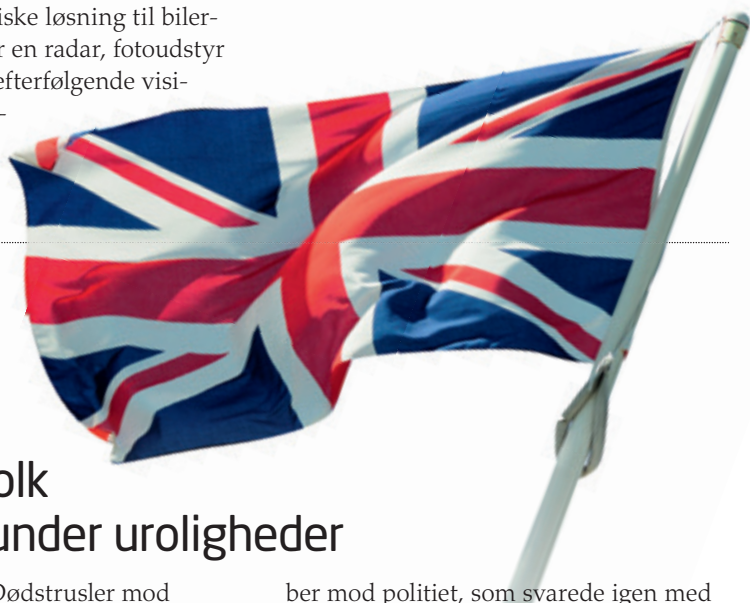 iske løsning til biler-
r en radar, fotoudstyr
efterfølgende visi-
–
olk
under uroligheder
Dødstrusler mod
ber mod politiet, som svarede igen med